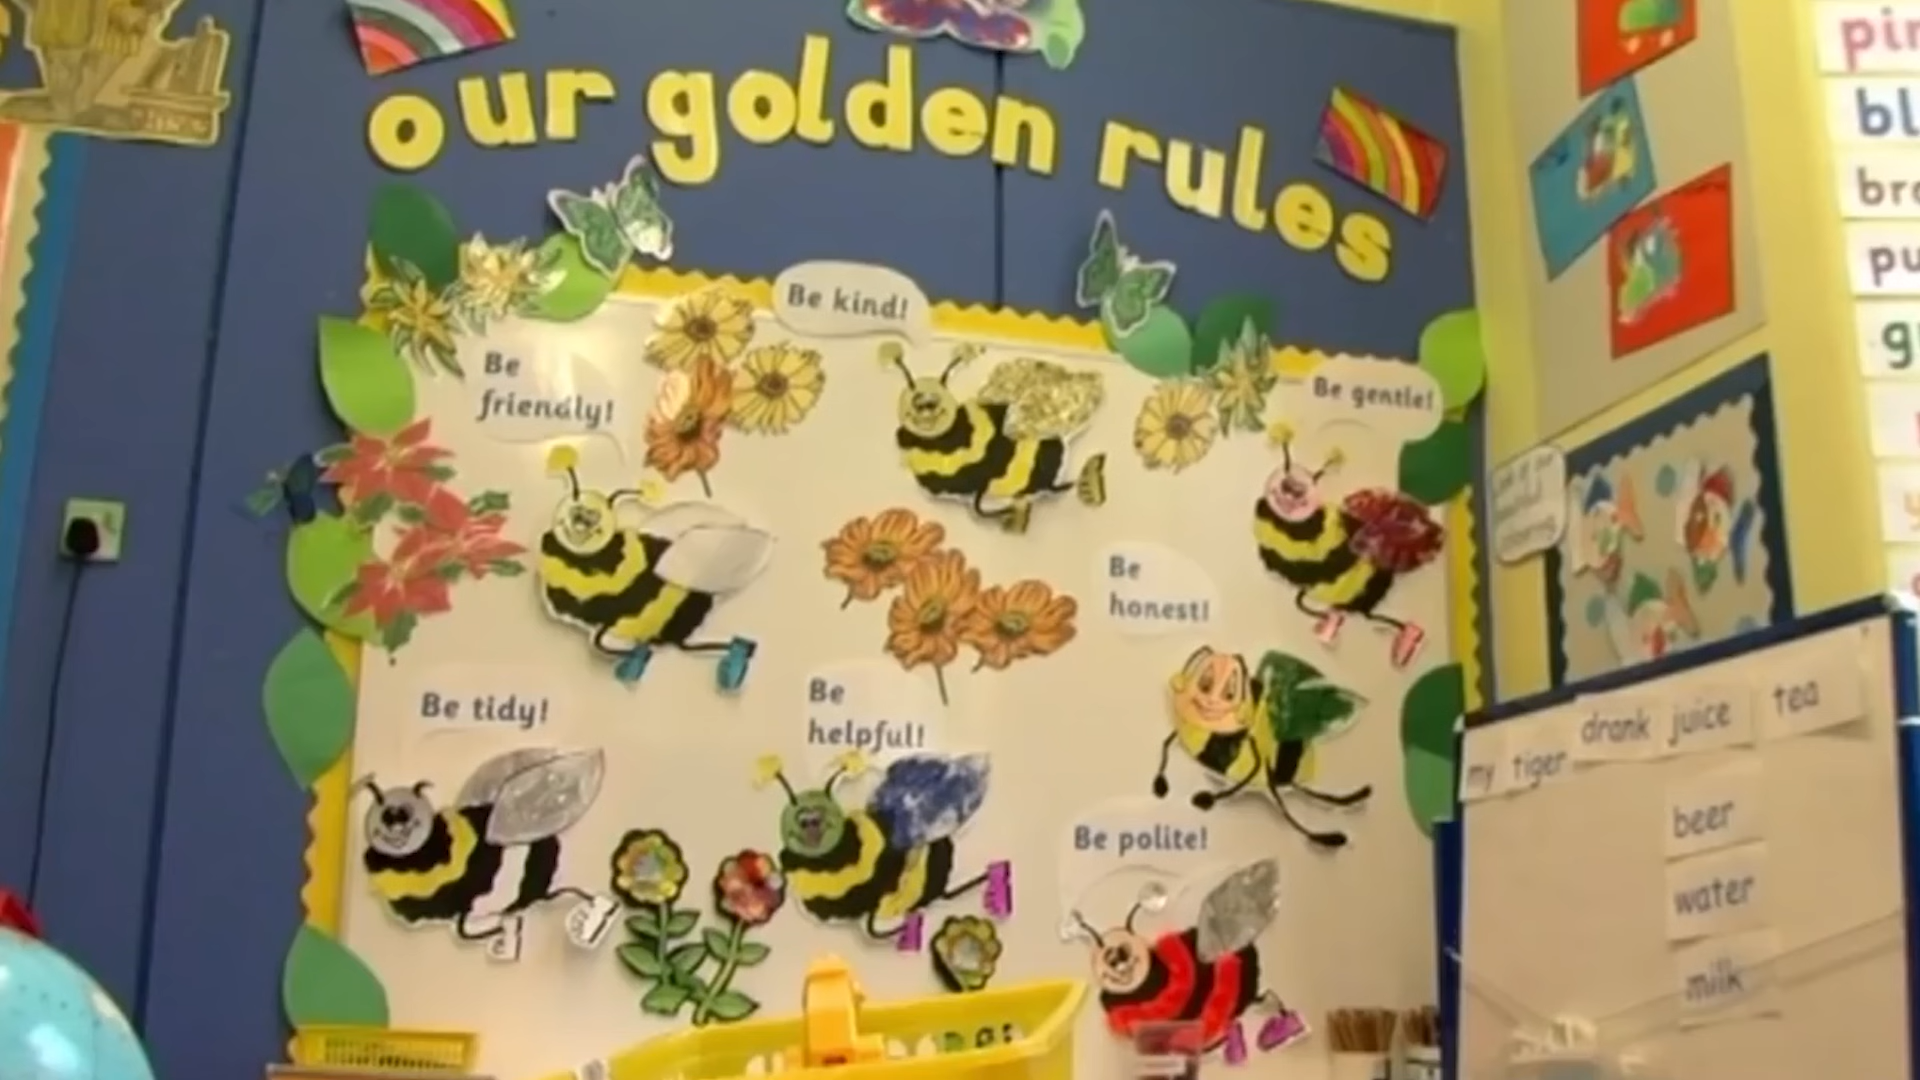 our golden rules
Be kind!
Be
friendly!
Be gentle!
Be
honest!
Be tidy!
Be
helpful!
Be polite!
my tiger drank juice tea
beer
water
milk